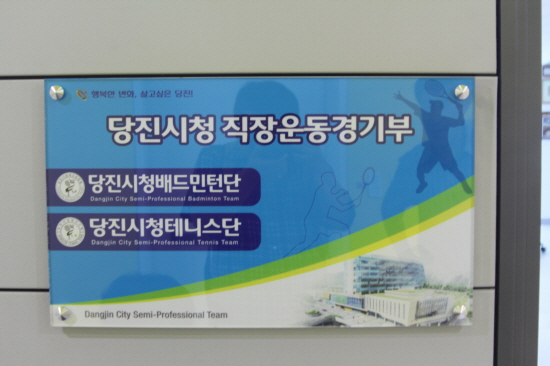 행복한 변화, 살고싶은 당진!
당진시청 직장운동경기부
당진시청배드민턴단
Dangjin City Semi-Professional Badminton Team
당진시청테니스단
Dangjin City Semi-Professional Tennis Team
Dangjin City Semi-Professional Team